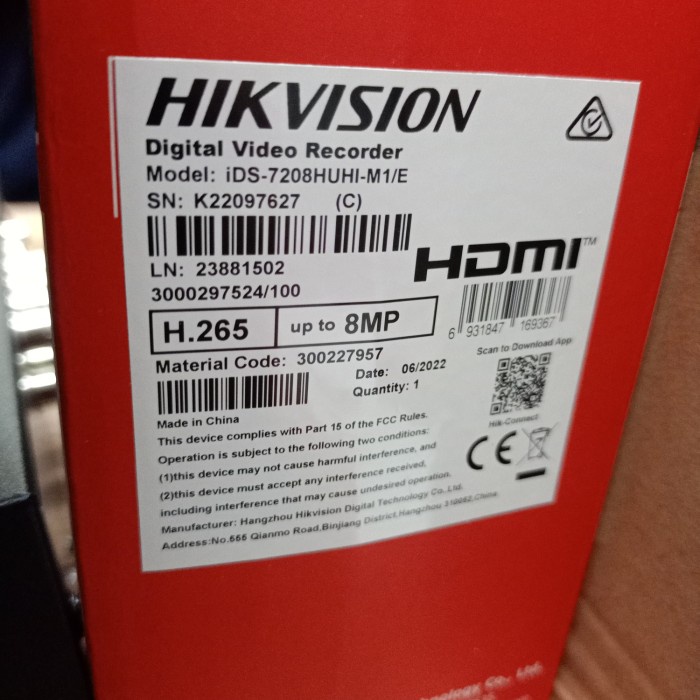 HIKVISION
Digital Video Recorder
Model: iDS-7208HUHI-M1/E
SN: K22097627 (C)
LN: 23881502
HDMI™
3000297524/100
H.265 up to 8MP
6 931847 169367
Material Code: 300227957
Scan to Download App
Date: 06/2022
Quantity: 1
Hik-Connect
Made in China
This device complies with Part 15 of the FCC Rules.
Operation is subject to the following two conditions:
(1)this device may not cause harmful interference, and
(2)this device must accept any interference received,
including interference that may cause undesired operation.
CE
Manufacturer: Hangzhou Hikvision Digital Technology Co.,Ltd.
Address:No.555 Qianmo Road,Binjiang District,Hangzhou 310052,China.
Technology Co., Ltd.